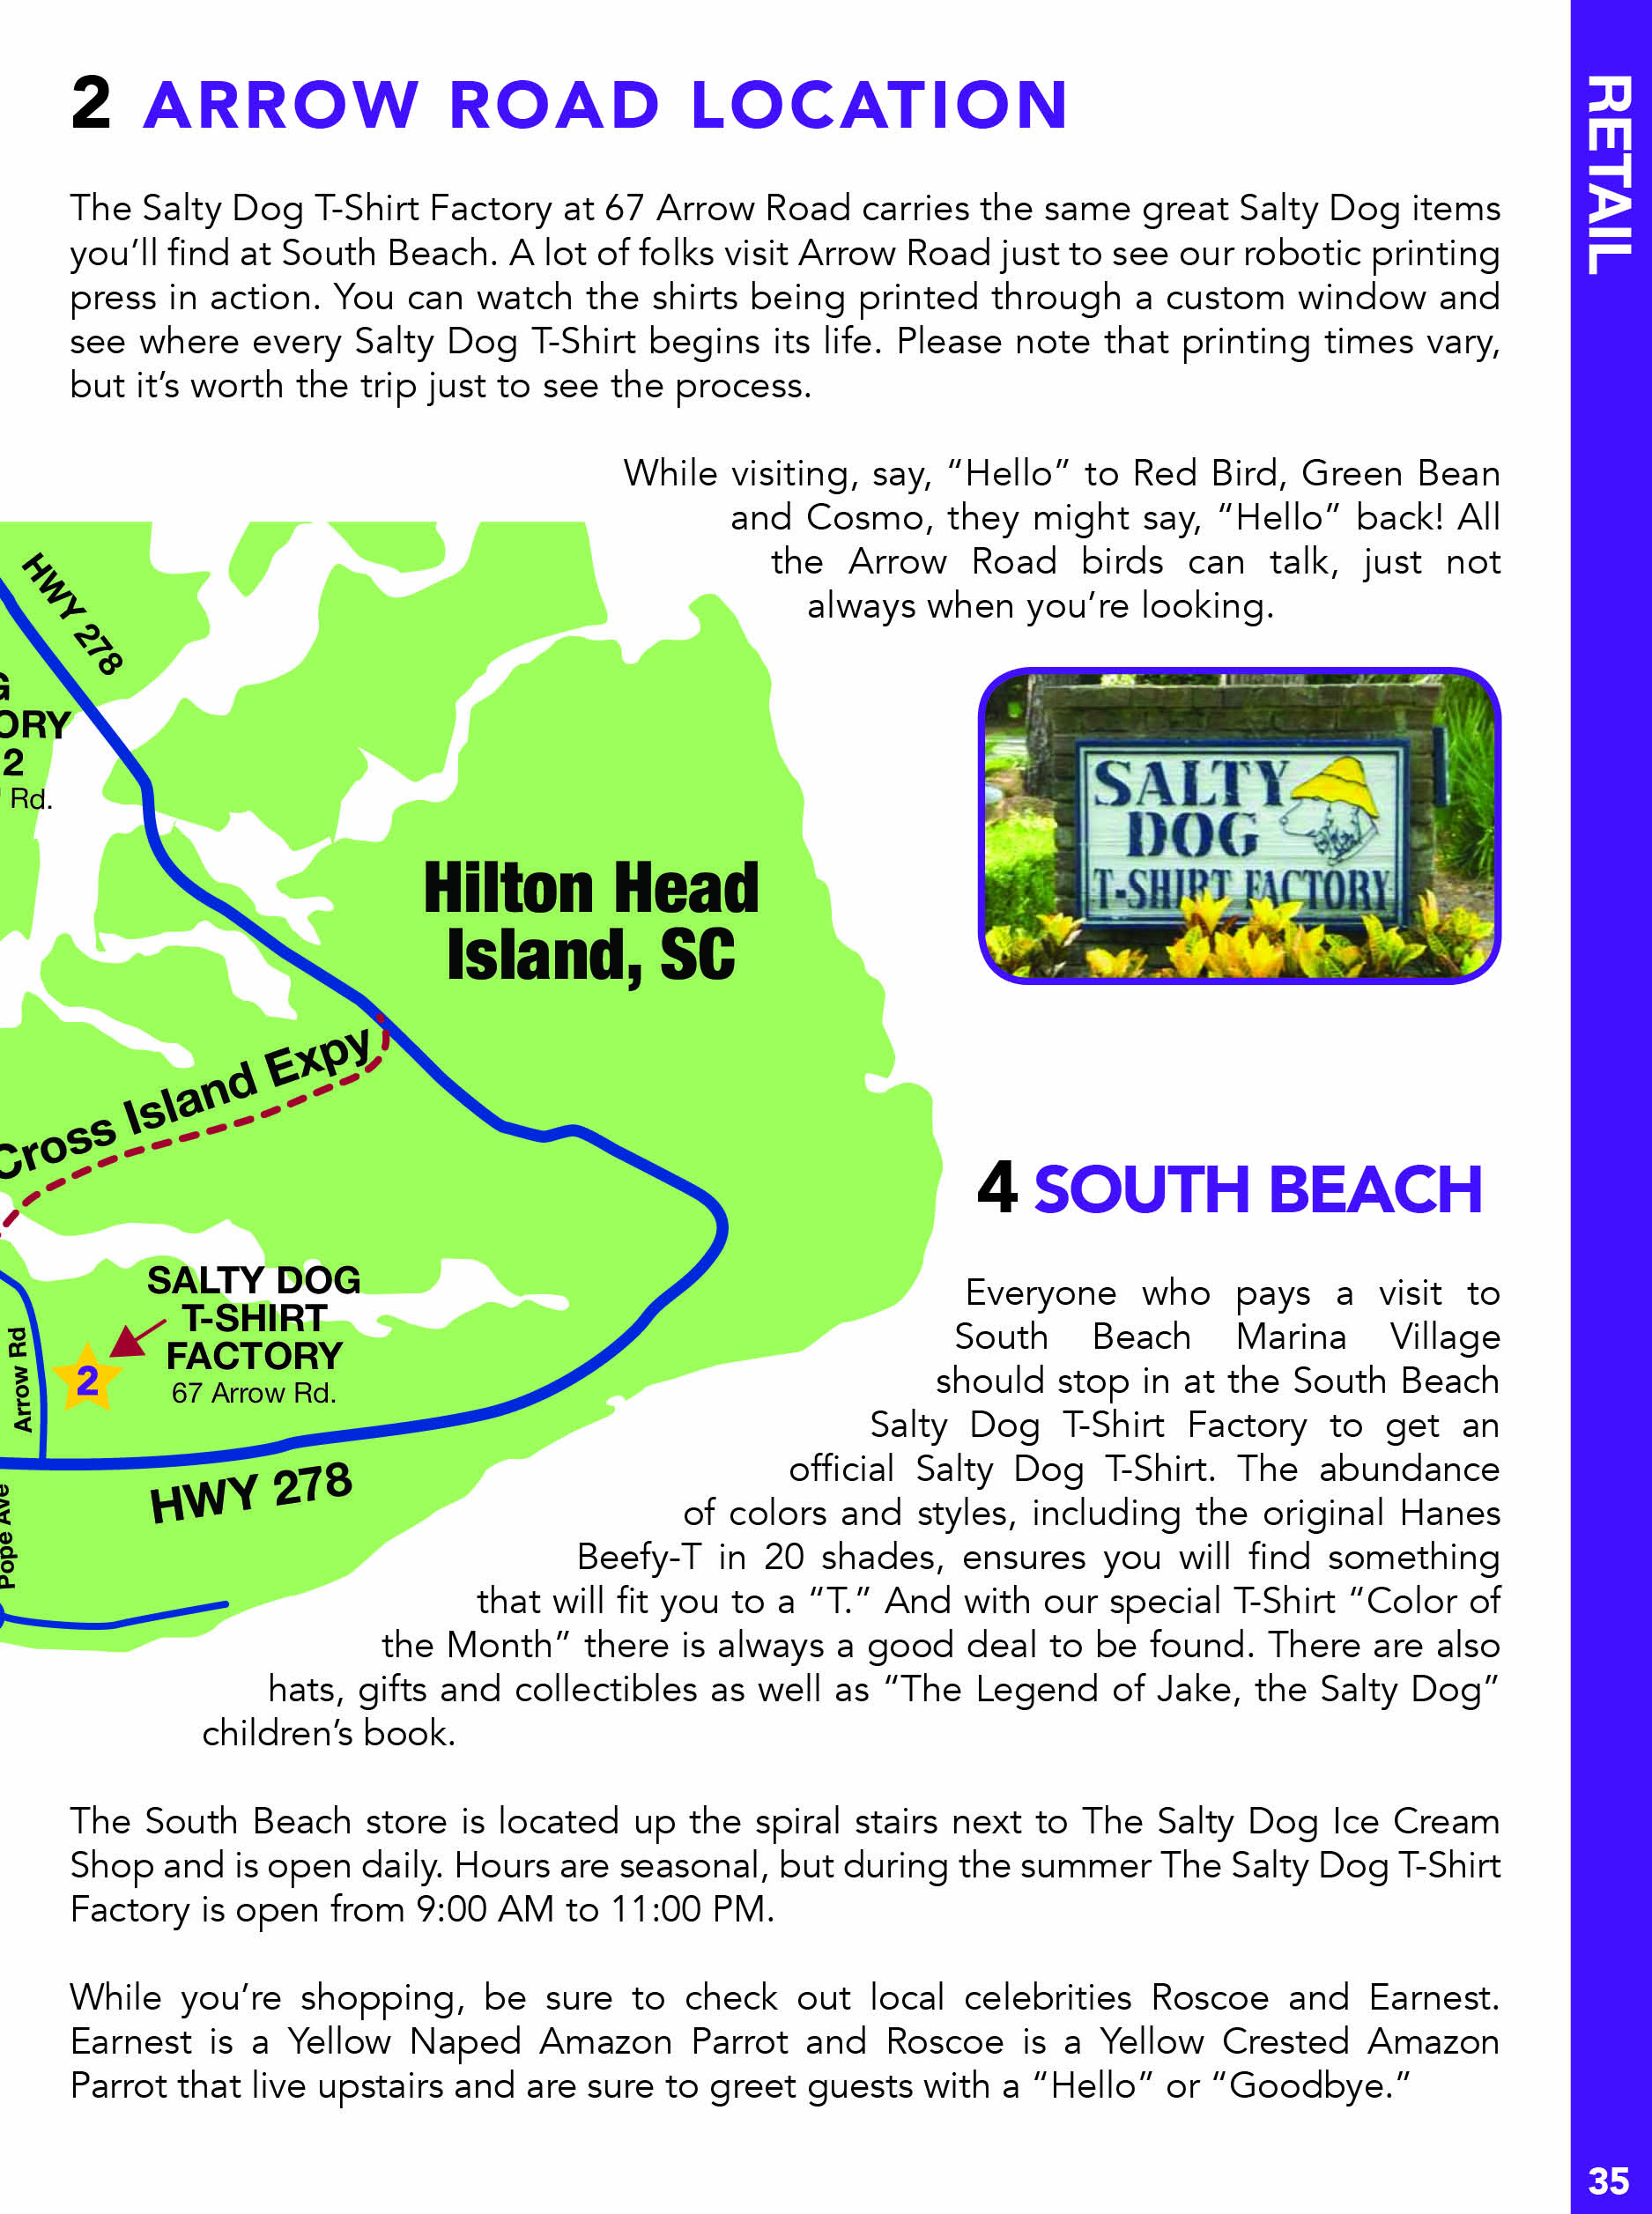 2 ARROW ROAD LOCATION
The Salty Dog T-Shirt Factory at 67 Arrow Road carries the same great Salty Dog items
you’ll find at South Beach. A lot of folks visit Arrow Road just to see our robotic printing
press in action. You can watch the shirts being printed through a custom window and
see where every Salty Dog T-Shirt begins its life. Please note that printing times vary,
but it’s worth the trip just to see the process.
While visiting, say, “Hello” to Red Bird, Green Bean
and Cosmo, they might say, “Hello” back! All
the Arrow Road birds can talk, just not
always when you’re looking.
HWY 278
ORY
2
Rd.
SALTY
DOG
T-SHIRT FACTORY
Hilton Head
Island, SC
Cross Island Expy
SALTY DOG
T-SHIRT
FACTORY
67 Arrow Rd.
2
Arrow Rd
HWY 278
Pope Ave
4 SOUTH BEACH
Everyone who pays a visit to
South Beach Marina Village
should stop in at the South Beach
Salty Dog T-Shirt Factory to get an
official Salty Dog T-Shirt. The abundance
of colors and styles, including the original Hanes
Beefy-T in 20 shades, ensures you will find something
that will fit you to a “T.” And with our special T-Shirt “Color of
the Month” there is always a good deal to be found. There are also
hats, gifts and collectibles as well as “The Legend of Jake, the Salty Dog”
children’s book.
The South Beach store is located up the spiral stairs next to The Salty Dog Ice Cream
Shop and is open daily. Hours are seasonal, but during the summer The Salty Dog T-Shirt
Factory is open from 9:00 AM to 11:00 PM.
While you’re shopping, be sure to check out local celebrities Roscoe and Earnest.
Earnest is a Yellow Naped Amazon Parrot and Roscoe is a Yellow Crested Amazon
Parrot that live upstairs and are sure to greet guests with a “Hello” or “Goodbye.”
RETAIL
35